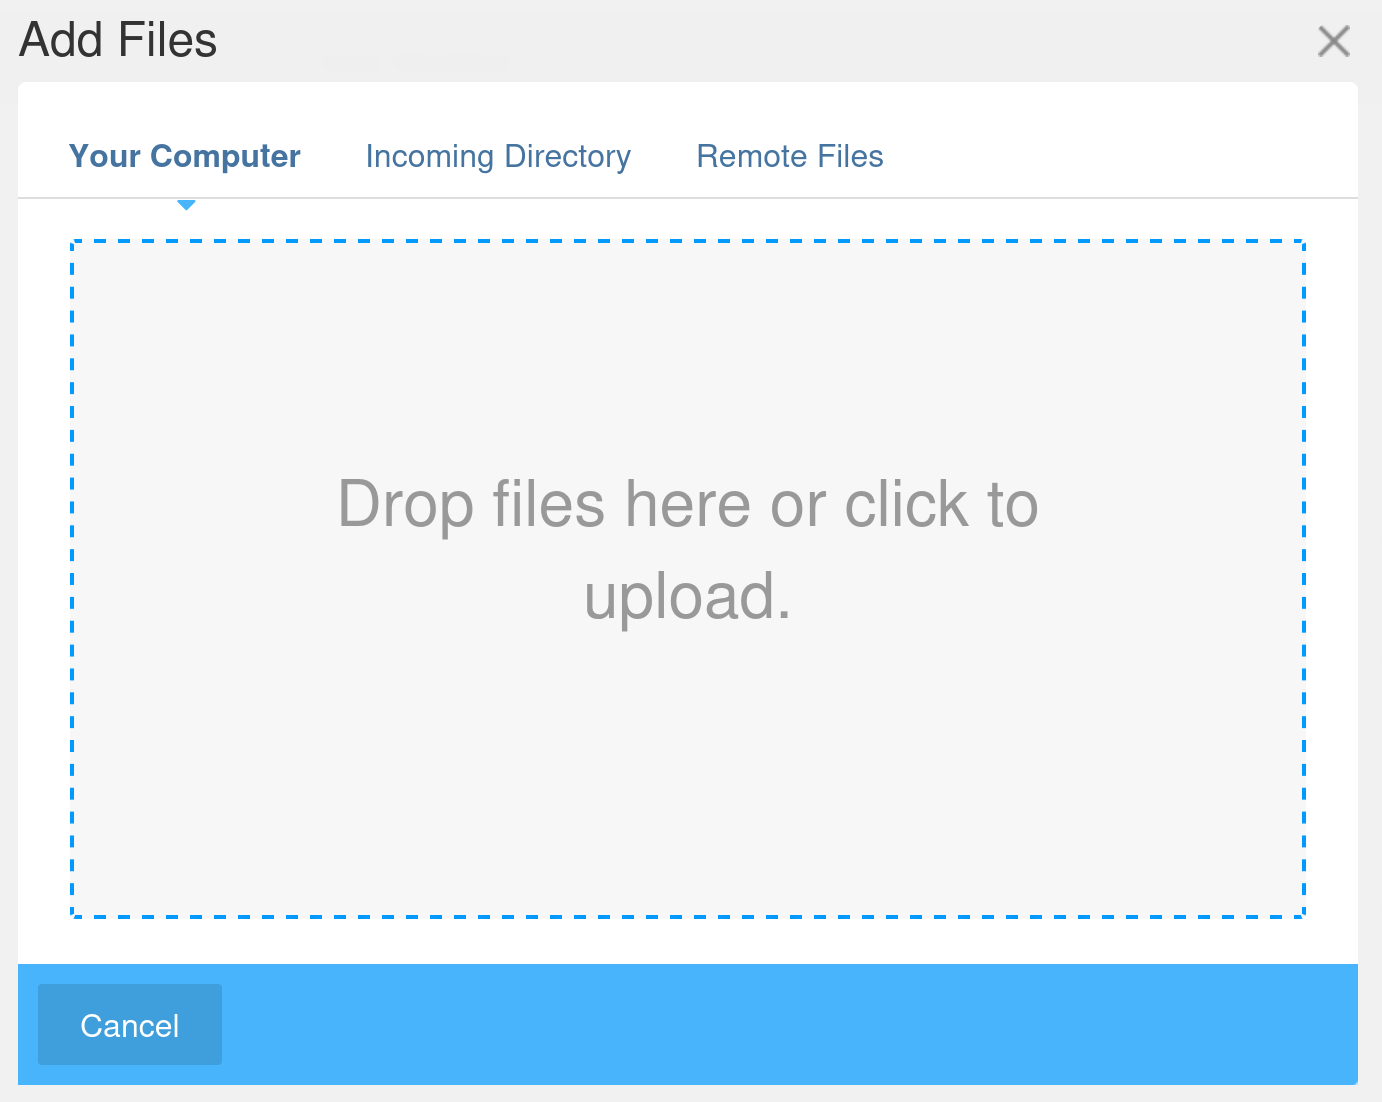 Add Files
Your Computer Incoming Directory Remote Files
Drop files here or click to
upload.
Cancel